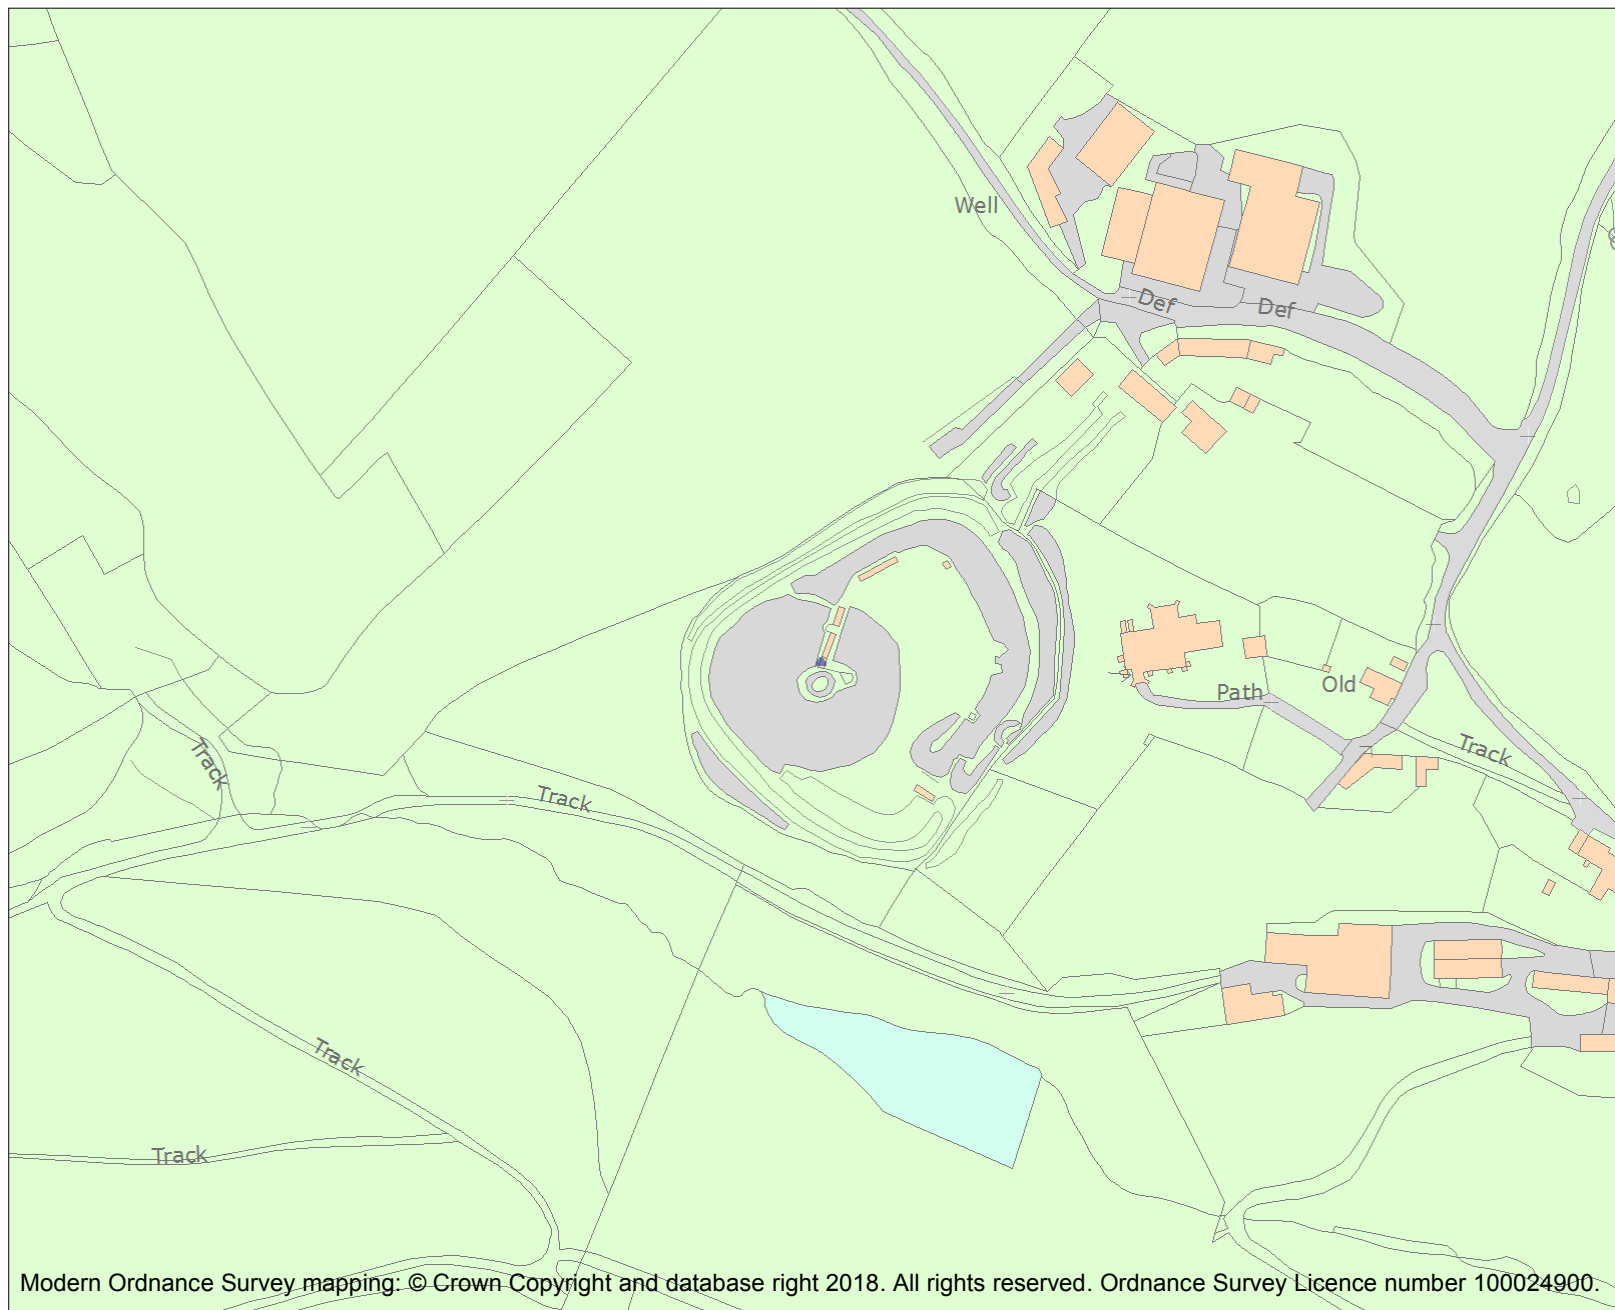 Well
Def
Def
Path
Old
Track
Track
Track
Track
Track
Modern Ordnance Survey mapping: © Crown Copyright and database right 2018. All rights reserved. Ordnance Survey Licence number 100024900.